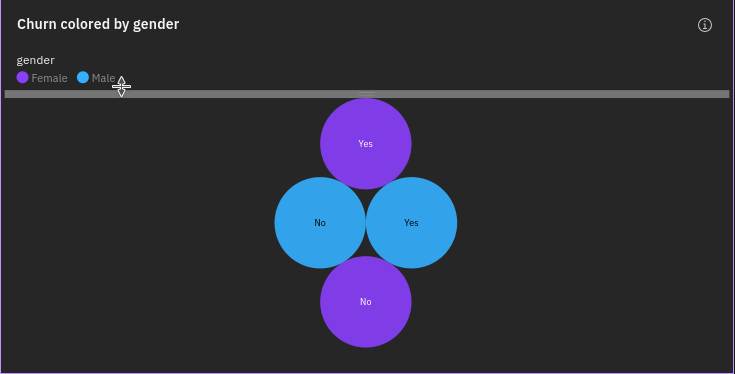 Churn colored by gender
gender
Female Male
Yes
No Yes
No